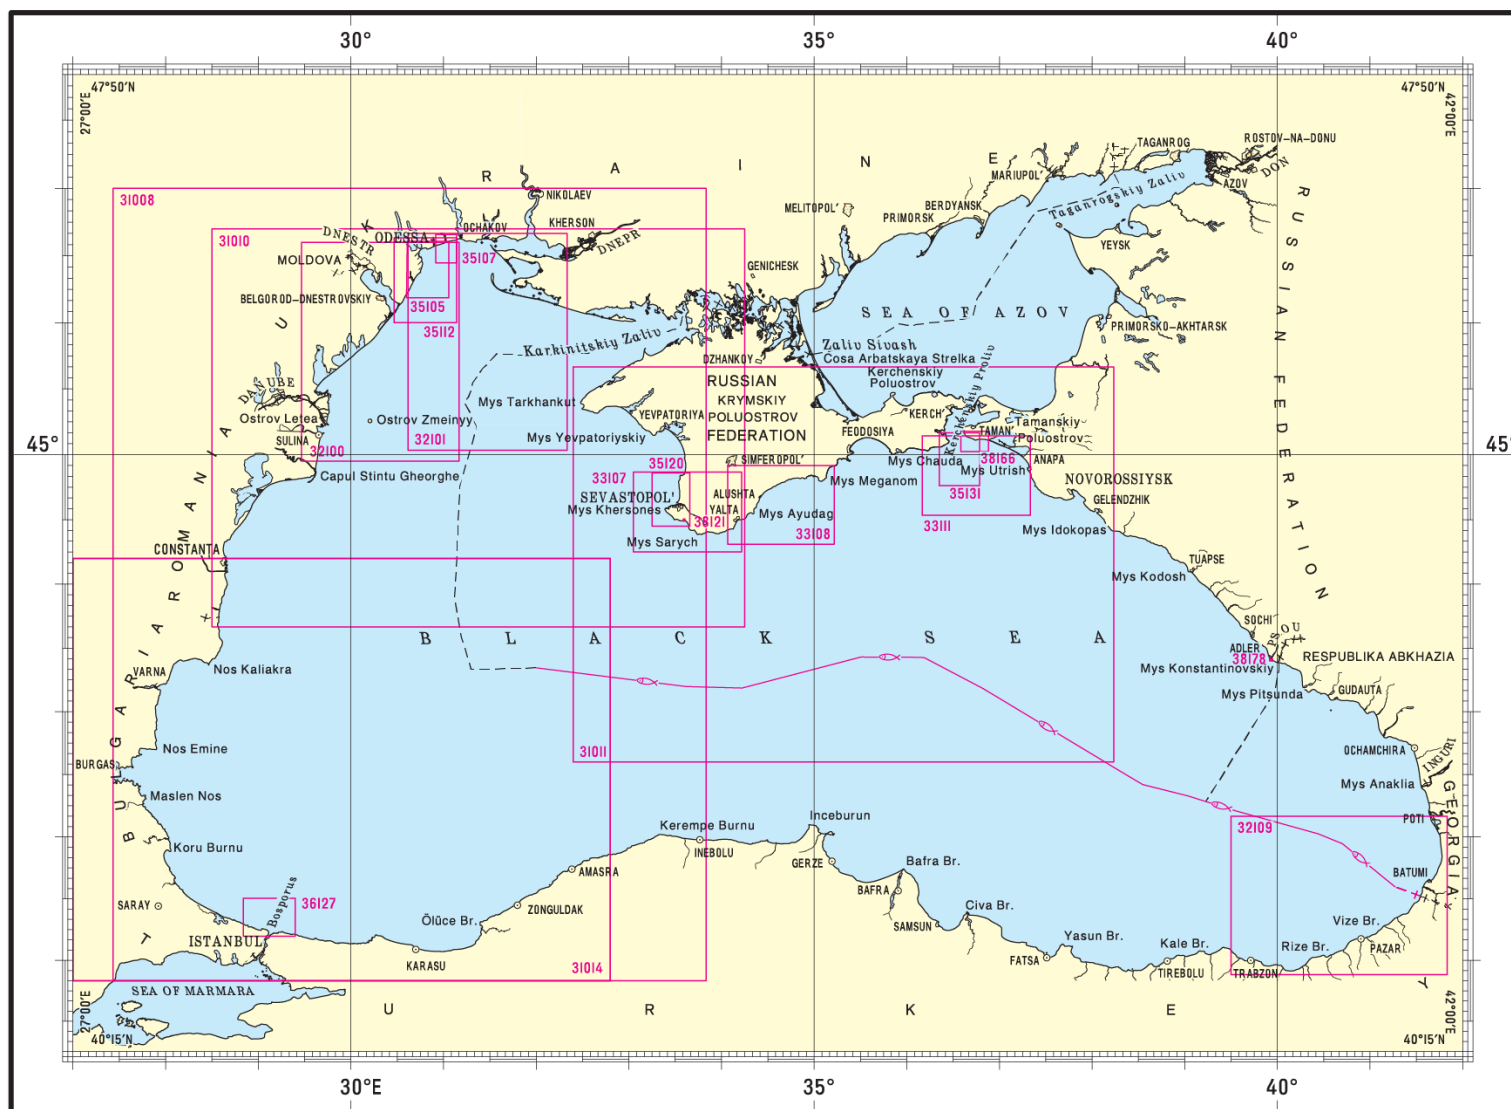 30°
35°
40°
47°50'N
47°50'N
27°00'E
42°00'E
UKRAINE
TAGANROG
ROSTOV-NA-DONU
DON
AZOV
MARIUPOL'
Taganrogskiy Zaliv
31008
NIKOLAEV
MELITOPOL'
BERDYANSK
PRIMORSK
RUSSIAN FEDERATION
31010
DNESTR
ODESSA
OCHAKOV
KHERSON
DNEPR
YEYSK
MOLDOVA
35107
GENICHESK
BELGOROD-DNESTROVSKIY
35105
35112
SEA OF AZOV
PRIMORSKO-AKHTARSK
Karkinitskiy Zaliv
Zaliv Sivash
DZHANKOY
Cosa Arbatskaya Strelka
Kerchenskiy
Poluostrov
Kerchenskiy Proliv
DANUBE
RUSSIAN
KRYMSKIY
POLUOSTROV
FEDERATION
Mys Tarkhankut
Ostrov Letea
Ostrov Zmeinyy
YEVPATORIYA
KERCH'
Tamanskiy
Poluostrov
TAMAN'
SULINA
32101
Mys Yevpatoriyskiy
FEODOSIYA
45°
32100
45°
35120
SIMFEROPOL'
Mys Chauda
38166
ANAPA
Capul Stintu Gheorghe
33107
Mys Utrish
Mys Meganom
NOVOROSSIYSK
SEVASTOPOL'
ALUSHTA
35131
GELENDZHIK
Mys Khersones
YALTA
Mys Ayudag
38121
33111
33108
Mys Idokopas
Mys Sarych
CONSTANTA
ROMANIA
TUAPSE
Mys Kodosh
BLACK SEA
SOCHI
PSOU
ADLER
38178
RESPUBLIKA ABKHAZIA
Mys Konstantinovskiy
VARNA
Nos Kaliakra
Mys Pitsunda
GUDAUTA
BULGARIA
Nos Emine
31011
OCHAMCHIRA
INGURI
BURGAS
Mys Anaklia
Maslen Nos
GEORGIA
POTI
Kerempe Burnu
Inceburun
32109
Koru Burnu
INEBOLU
GERZE
Bafra Br.
AMASRA
BATUMI
BAFRA
SARAY
36127
Bosporus
ZONGULDAK
Civa Br.
Ölüce Br.
SAMSUN
Vize Br.
ISTANBUL
Yasun Br.
Kale Br.
Rize Br.
PAZAR
KARASU
31014
FATSA
TIREBOLU
TRABZON
SEA OF MARMARA
TURKEY
27°00'E
42°00'E
40°15'N
40°15'N
30°E
35°
40°